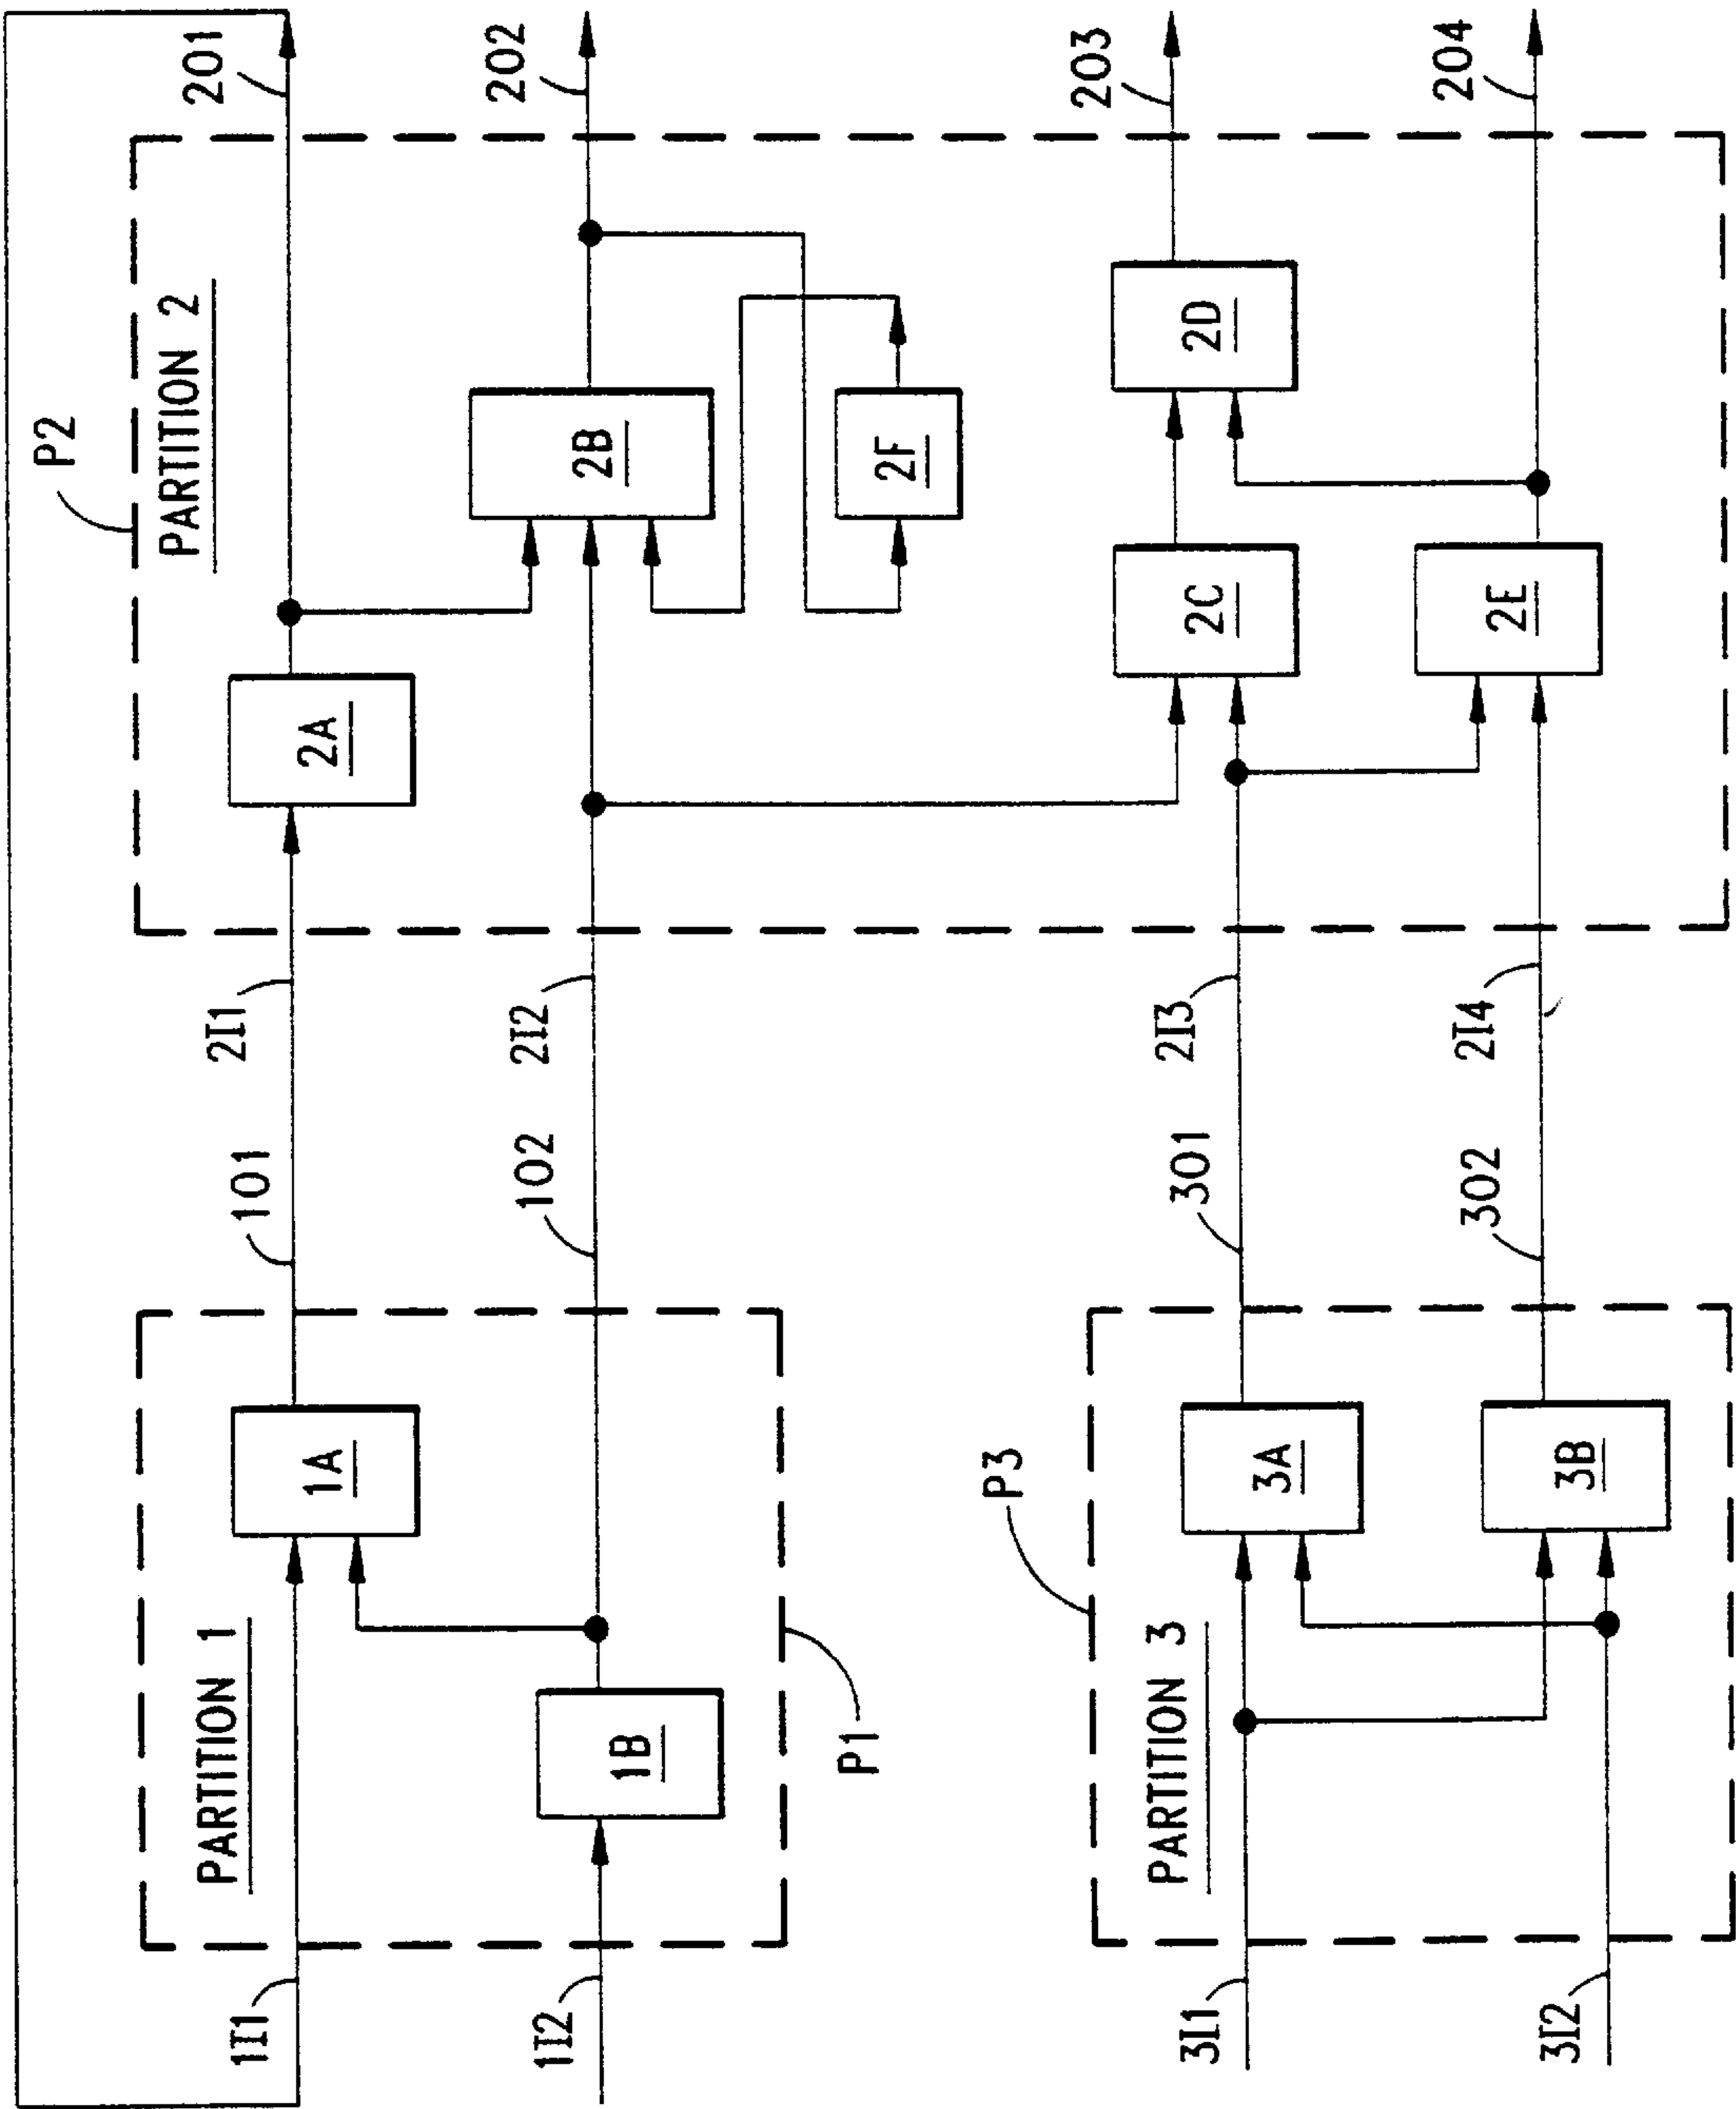 201
202
203
204
P2
PARTITION 2
2A
2B
2F
2C
2D
2E
2I1
2I2
2I3
2I4
101
102
301
302
PARTITION 1
1A
1B
P1
P3
PARTITION 3
3A
3B
1I1
1I2
3I1
3I2